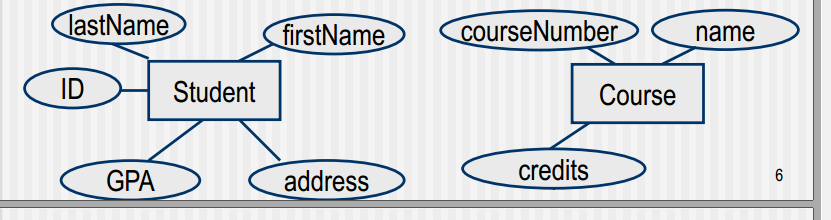 lastName
firstName
courseNumber
name
ID
Student
Course
GPA
address
credits
6